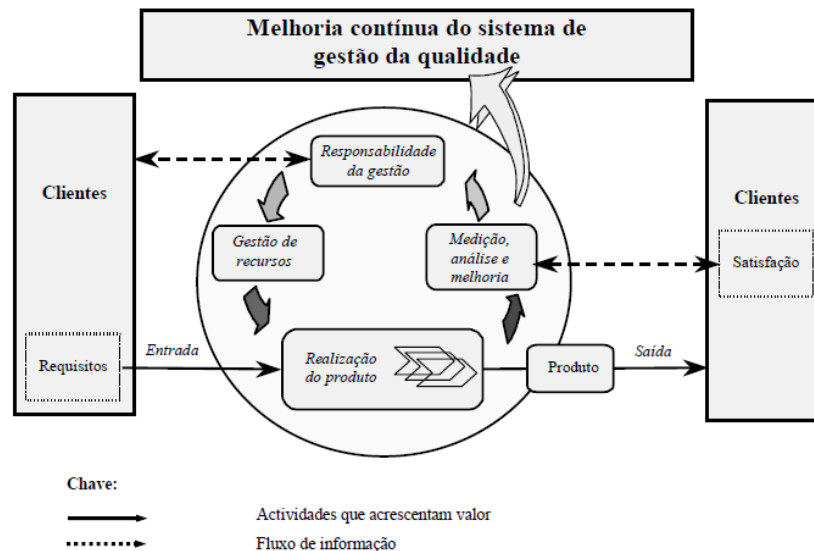 Melhoria contínua do sistema de
gestão da qualidade
Clientes
Responsabilidade
da gestão
Clientes
Gestão de
recursos
Medição,
análise e
melhoria
Satisfação
Requisitos
Entrada
Realização
do produto
Produto
Saída
Chave:
Actividades que acrescentam valor
Fluxo de informação